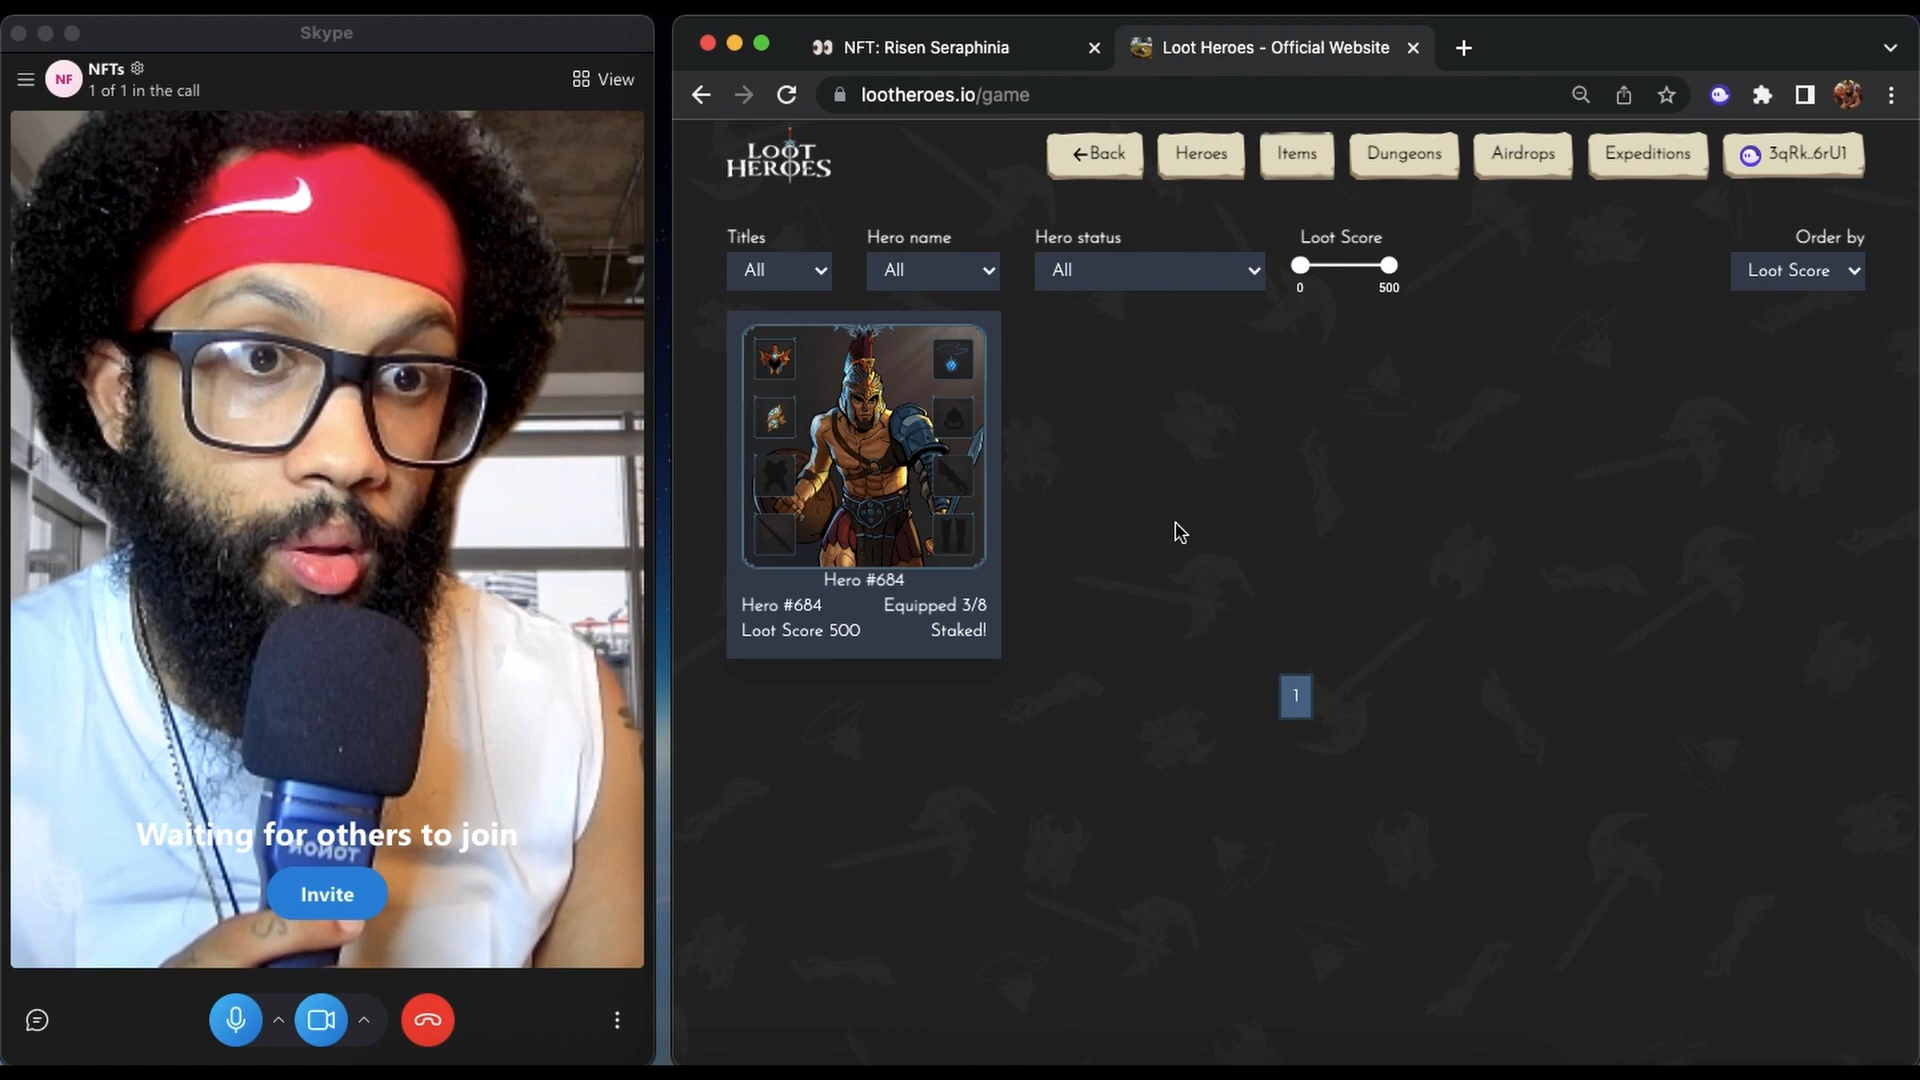 Skype
NF
NFTs
1 of 1 in the call
View
Waiting for others to join
Invite
NFT: Risen Seraphinia
Loot Heroes - Official Website
lootheroes.io/game
LOOT
HEROES
Back
Heroes
Items
Dungeons
Airdrops
Expeditions
3qRk..6rU1
Titles
Hero name
Hero status
Loot Score
Order by
All
All
All
0
500
Loot Score
Hero #684
Hero #684
Equipped 3/8
Loot Score 500
Staked!
1